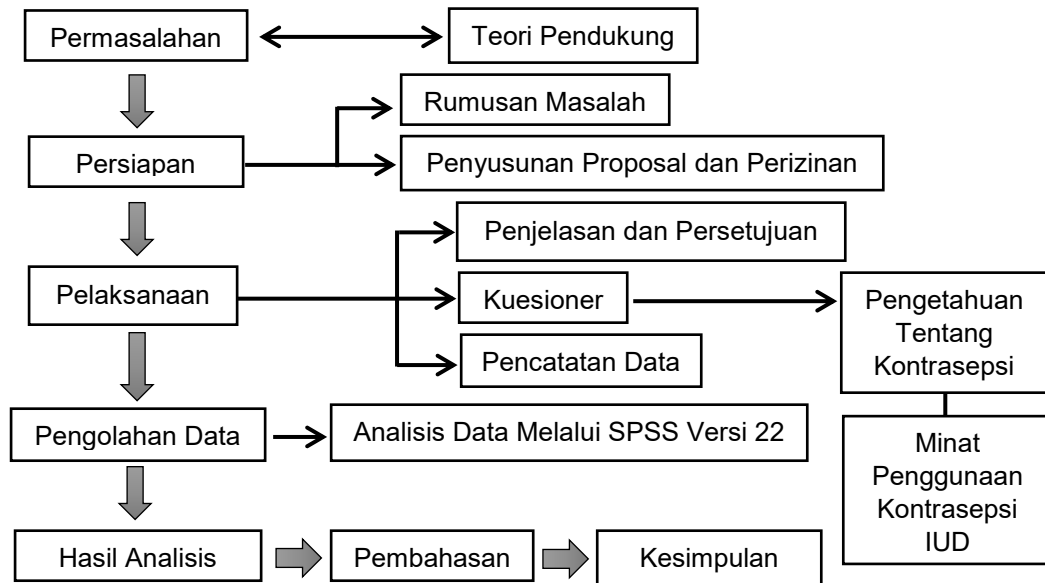 Permasalahan
Teori Pendukung
Rumusan Masalah
Persiapan
Penyusunan Proposal dan Perizinan
Penjelasan dan Persetujuan
Pelaksanaan
Kuesioner
Pengetahuan
Tentang
Kontrasepsi
Pencatatan Data
Pengolahan Data
Analisis Data Melalui SPSS Versi 22
Minat
Penggunaan
Kontrasepsi
IUD
Hasil Analisis
Pembahasan
Kesimpulan